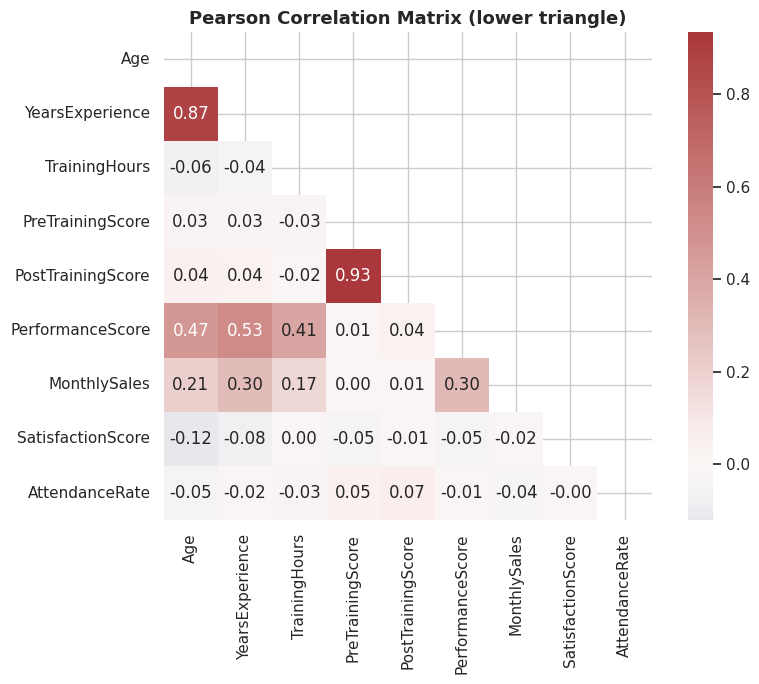 Pearson Correlation Matrix (lower triangle)
Age
YearsExperience
0.87
TrainingHours
-0.06 -0.04
PreTrainingScore
0.03 0.03 -0.03
PostTrainingScore
0.04 0.04 -0.02 0.93
PerformanceScore
0.47 0.53 0.41 0.01 0.04
MonthlySales
0.21 0.30 0.17 0.00 0.01 0.30
SatisfactionScore
-0.12 -0.08 0.00 -0.05 -0.01 -0.05 -0.02
AttendanceRate
-0.05 -0.02 -0.03 0.05 0.07 -0.01 -0.04 -0.00
Age
YearsExperience
TrainingHours
PreTrainingScore
PostTrainingScore
PerformanceScore
MonthlySales
SatisfactionScore
AttendanceRate
0.8
0.6
0.4
0.2
0.0